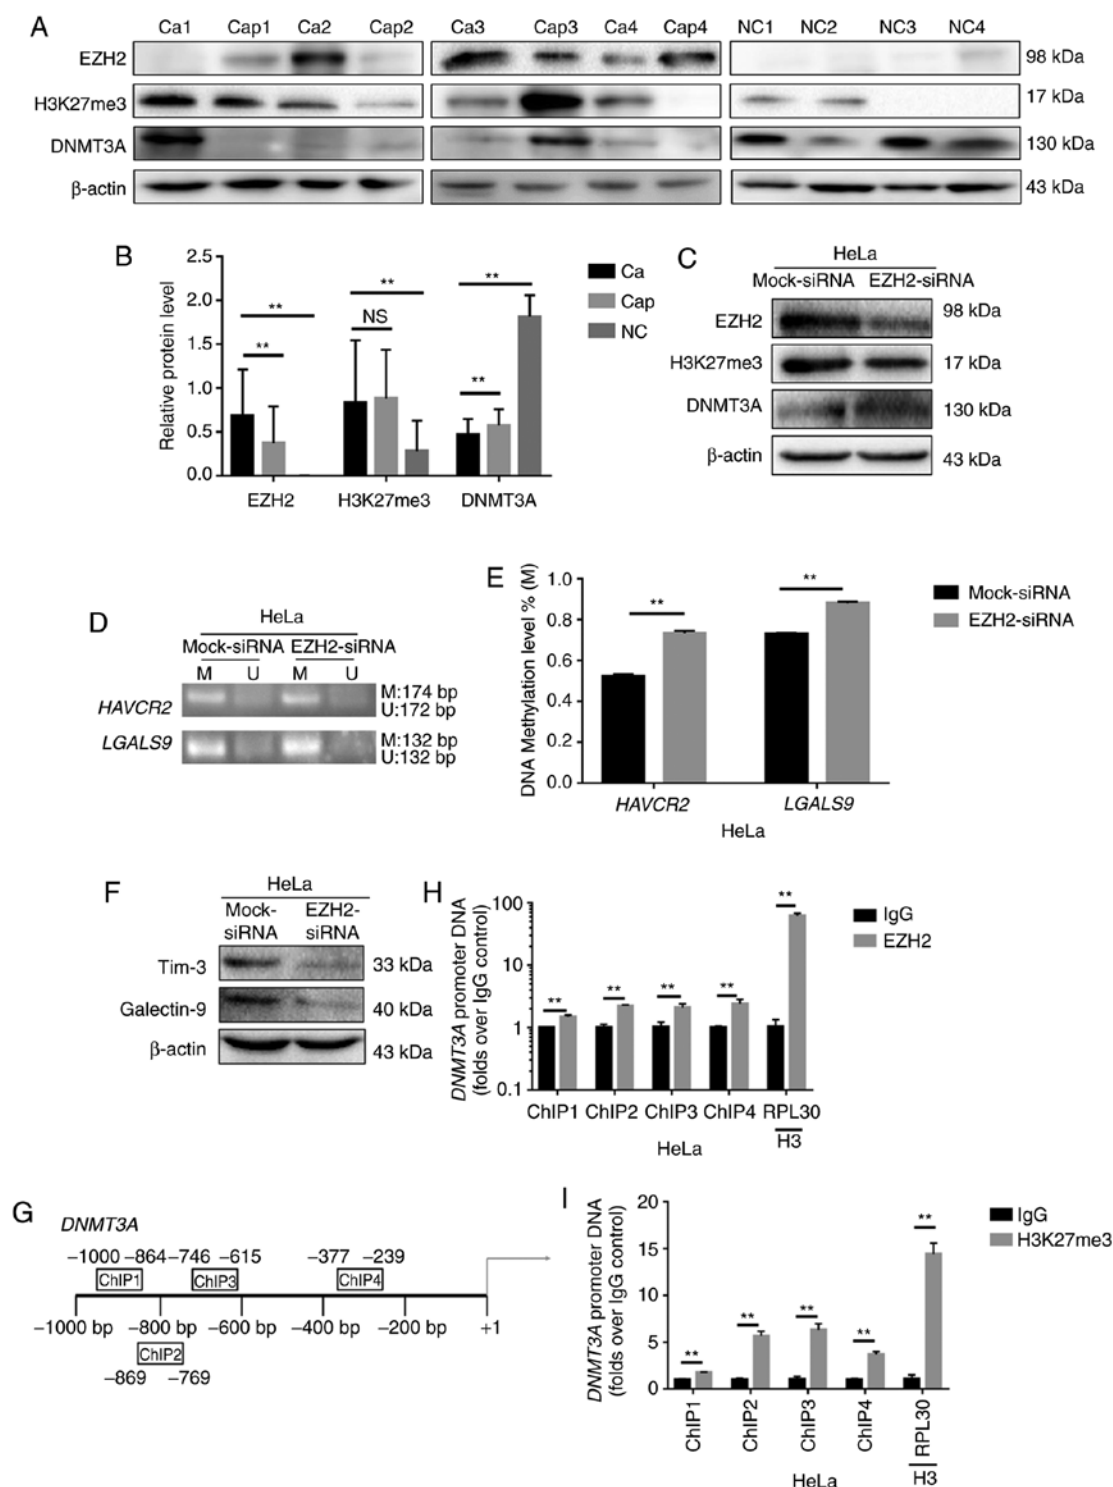 A
Ca1 Cap1 Ca2 Cap2 Ca3 Cap3 Ca4 Cap4 NC1 NC2 NC3 NC4
EZH2 98 kDa
H3K27me3 17 kDa
DNMT3A 130 kDa
β-actin 43 kDa
B
Relative protein level
2.5
2.0
1.5
1.0
0.5
0.0
** ** NS ** ** **
EZH2 H3K27me3 DNMT3A
Ca
Cap
NC
C
HeLa
Mock-siRNA EZH2-siRNA
EZH2 98 kDa
H3K27me3 17 kDa
DNMT3A 130 kDa
β-actin 43 kDa
D
HeLa
Mock-siRNA EZH2-siRNA
M U M U
HAVCR2 M:174 bp
U:172 bp
LGALS9 M:132 bp
U:132 bp
E
DNA Methylation level % (M)
1.0
0.8
0.6
0.4
0.2
0.0
** **
HAVCR2 LGALS9
HeLa
Mock-siRNA
EZH2-siRNA
F
HeLa
Mock-
siRNA
EZH2-
siRNA
Tim-3 33 kDa
Galectin-9 40 kDa
β-actin 43 kDa
H
DNMT3A promoter DNA
(folds over IgG control)
100
10
1
0.1
** ** ** ** **
ChIP1 ChIP2 ChIP3 ChIP4 RPL30
H3
HeLa
IgG
EZH2
G
DNMT3A
−1000 −864 −746 −615 −377 −239
ChIP1 ChIP3 ChIP4
−1000 bp −800 bp −600 bp −400 bp −200 bp +1
ChIP2
−869 −769
I
DNMT3A promoter DNA
(folds over IgG control)
20
15
10
5
0
** ** ** ** **
ChIP1 ChIP2 ChIP3 ChIP4 RPL30
H3
HeLa
IgG
H3K27me3